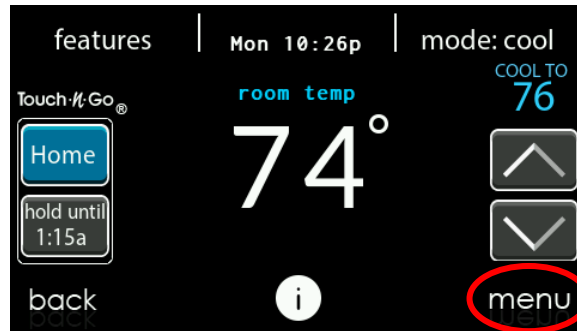 features
Mon 10:26p
mode: cool
COOL TO
76
Touch-N-Go®
room temp
74°
Home
hold until
1:15a
back
i
menu